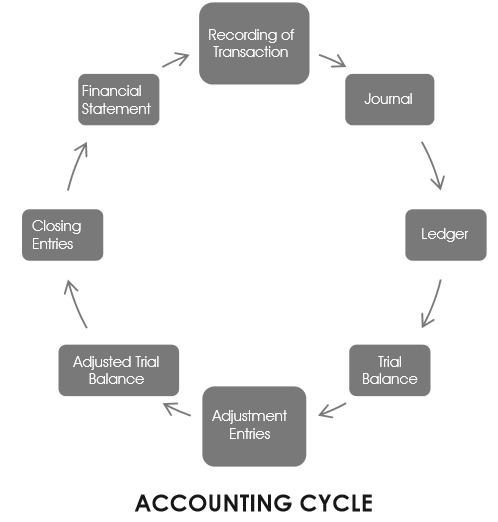 Recording of
Transaction
Journal
Ledger
Trial
Balance
Adjustment
Entries
Adjusted Trial
Balance
Closing
Entries
Financial
Statement
ACCOUNTING CYCLE